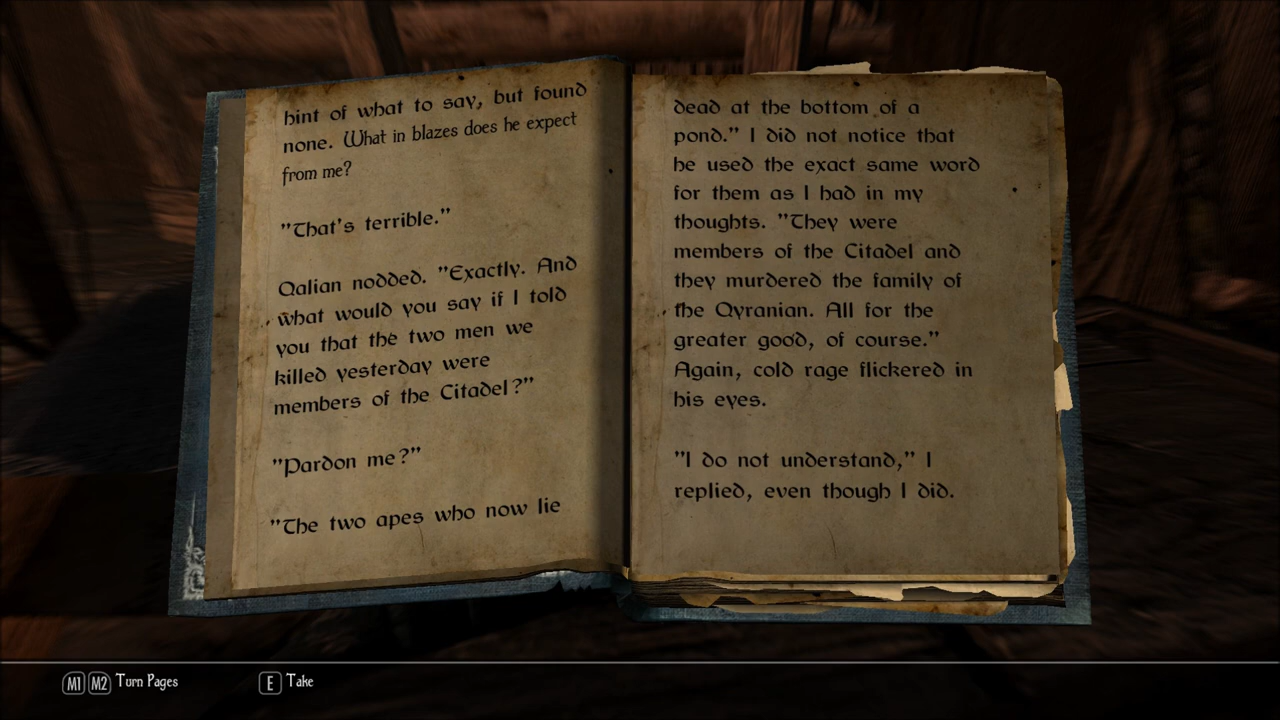 hint of what to say, but found
none. What in blazes does he expect
from me?
"That's terrible."
Qalian nodded. "Exactly. And
what would you say if I told
you that the two men we
killed yesterday were
members of the Citadel?"
"Pardon me?"
"The two apes who now lie
dead at the bottom of a
pond." I did not notice that
he used the exact same word
for them as I had in my
thoughts. "They were
members of the Citadel and
they murdered the family of
the Qyranian. All for the
greater good, of course."
Again, cold rage flickered in
his eyes.
"I do not understand," I
replied, even though I did.
M1 M2 Turn Pages
E Take